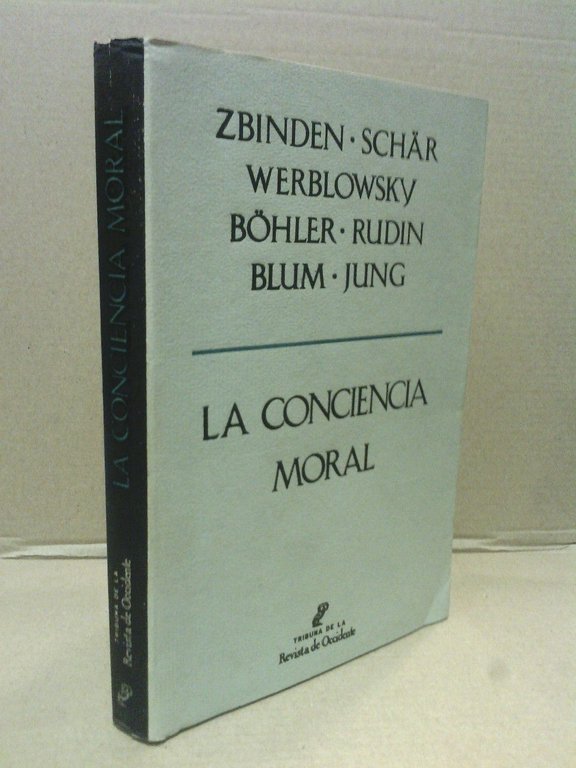 ZBINDEN · SCHÄR
WERBLOWSKY
BÖHLER · RUDIN
BLUM · JUNG
LA CONCIENCIA
MORAL
TRIBUNA DE LA
Revista de Occidente
LA CONCIENCIA MORAL
TRIBUNA DE LA
Revista de Occidente